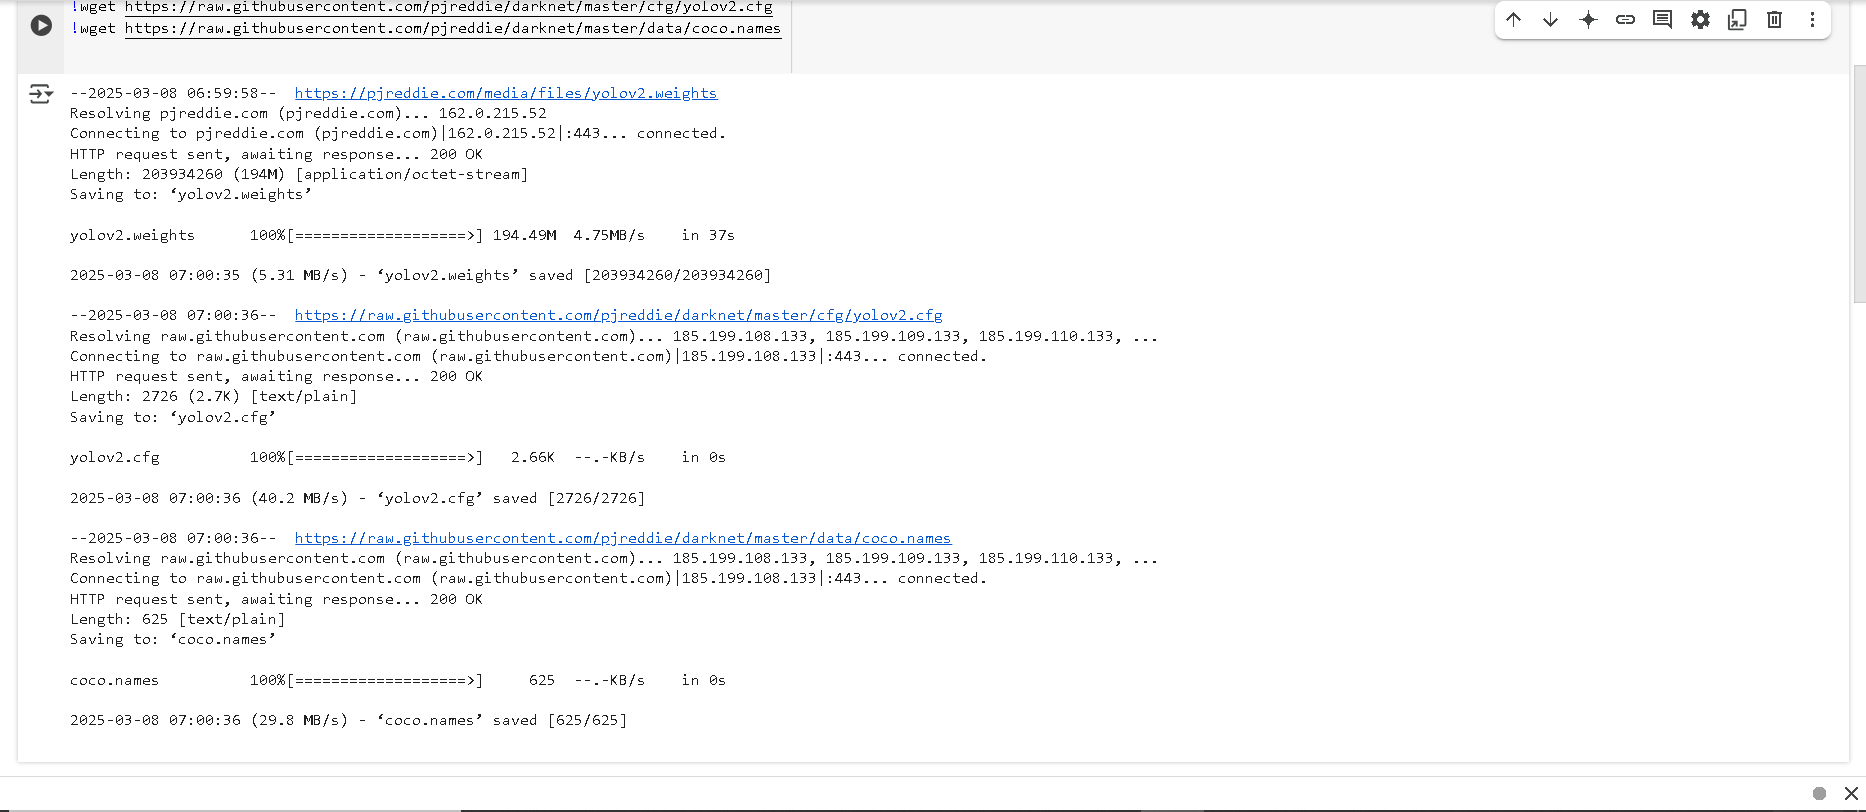 !wget https://raw.githubusercontent.com/pjreddie/darknet/master/cfg/yolov2.cfg
!wget https://raw.githubusercontent.com/pjreddie/darknet/master/data/coco.names
--2025-03-08 06:59:58--  https://pjreddie.com/media/files/yolov2.weights
Resolving pjreddie.com (pjreddie.com)... 162.0.215.52
Connecting to pjreddie.com (pjreddie.com)|162.0.215.52|:443... connected.
HTTP request sent, awaiting response... 200 OK
Length: 203934260 (194M) [application/octet-stream]
Saving to: ‘yolov2.weights’
yolov2.weights      100%[===================>] 194.49M  4.75MB/s    in 37s
2025-03-08 07:00:35 (5.31 MB/s) - ‘yolov2.weights’ saved [203934260/203934260]
--2025-03-08 07:00:36--  https://raw.githubusercontent.com/pjreddie/darknet/master/cfg/yolov2.cfg
Resolving raw.githubusercontent.com (raw.githubusercontent.com)... 185.199.108.133, 185.199.109.133, 185.199.110.133, ...
Connecting to raw.githubusercontent.com (raw.githubusercontent.com)|185.199.108.133|:443... connected.
HTTP request sent, awaiting response... 200 OK
Length: 2726 (2.7K) [text/plain]
Saving to: ‘yolov2.cfg’
yolov2.cfg          100%[===================>]   2.66K  --.-KB/s    in 0s
2025-03-08 07:00:36 (40.2 MB/s) - ‘yolov2.cfg’ saved [2726/2726]
--2025-03-08 07:00:36--  https://raw.githubusercontent.com/pjreddie/darknet/master/data/coco.names
Resolving raw.githubusercontent.com (raw.githubusercontent.com)... 185.199.108.133, 185.199.109.133, 185.199.110.133, ...
Connecting to raw.githubusercontent.com (raw.githubusercontent.com)|185.199.108.133|:443... connected.
HTTP request sent, awaiting response... 200 OK
Length: 625 [text/plain]
Saving to: ‘coco.names’
coco.names          100%[===================>]     625  --.-KB/s    in 0s
2025-03-08 07:00:36 (29.8 MB/s) - ‘coco.names’ saved [625/625]